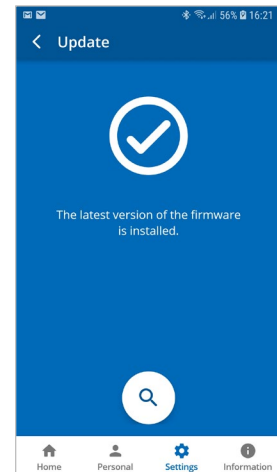 56% 16:21
Update
The latest version of the firmware
is installed.
Home Personal Settings Information